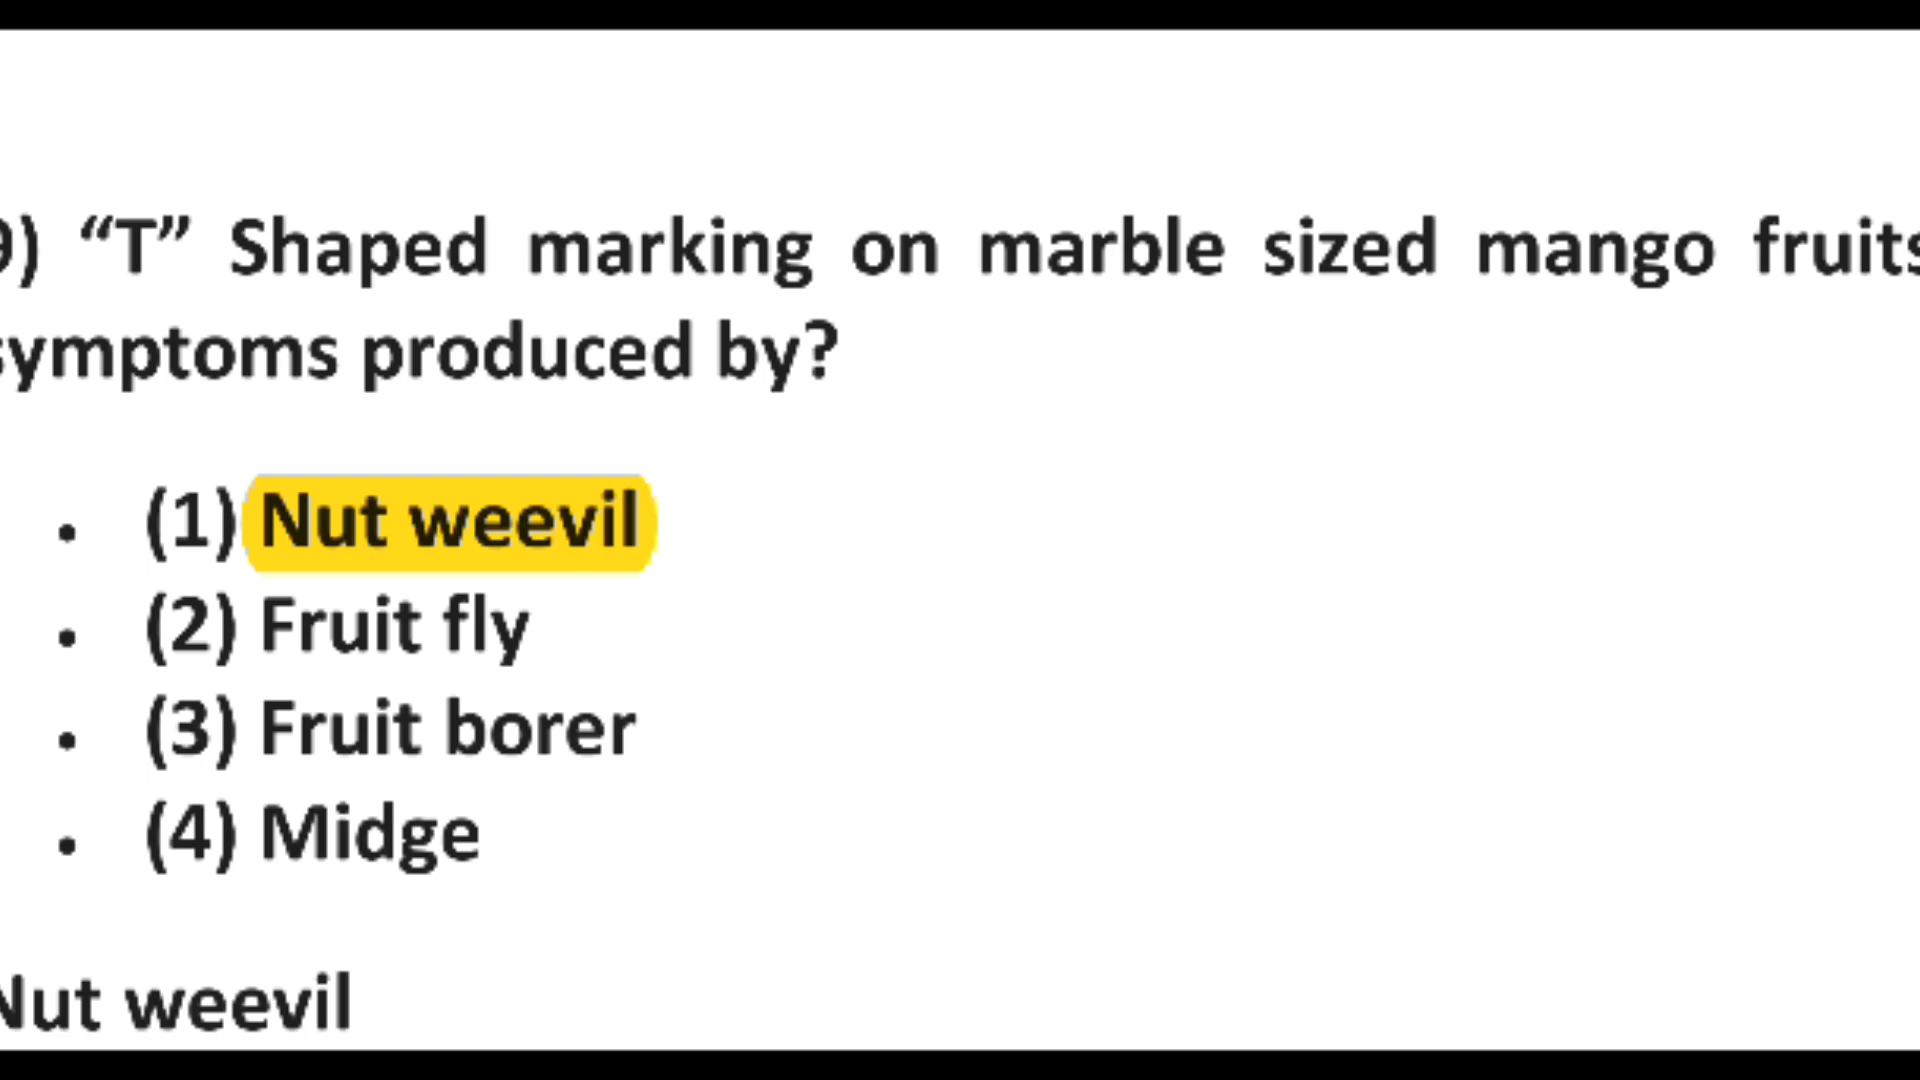 9) “T” Shaped marking on marble sized mango fruits
symptoms produced by?
. (1) Nut weevil
. (2) Fruit fly
. (3) Fruit borer
. (4) Midge
Nut weevil